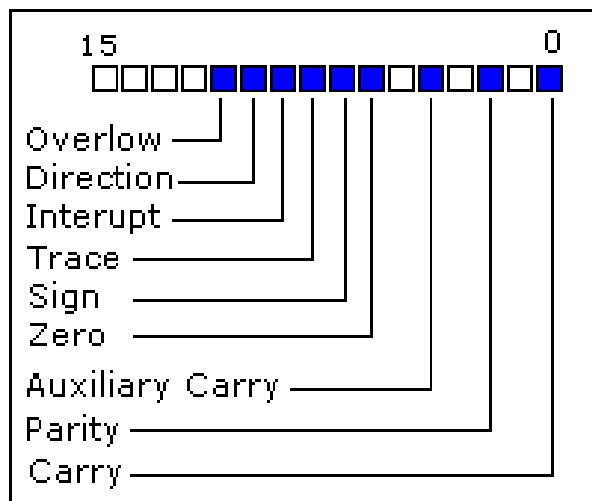 15 0
Overlow
Direction
Interupt
Trace
Sign
Zero
Auxiliary Carry
Parity
Carry